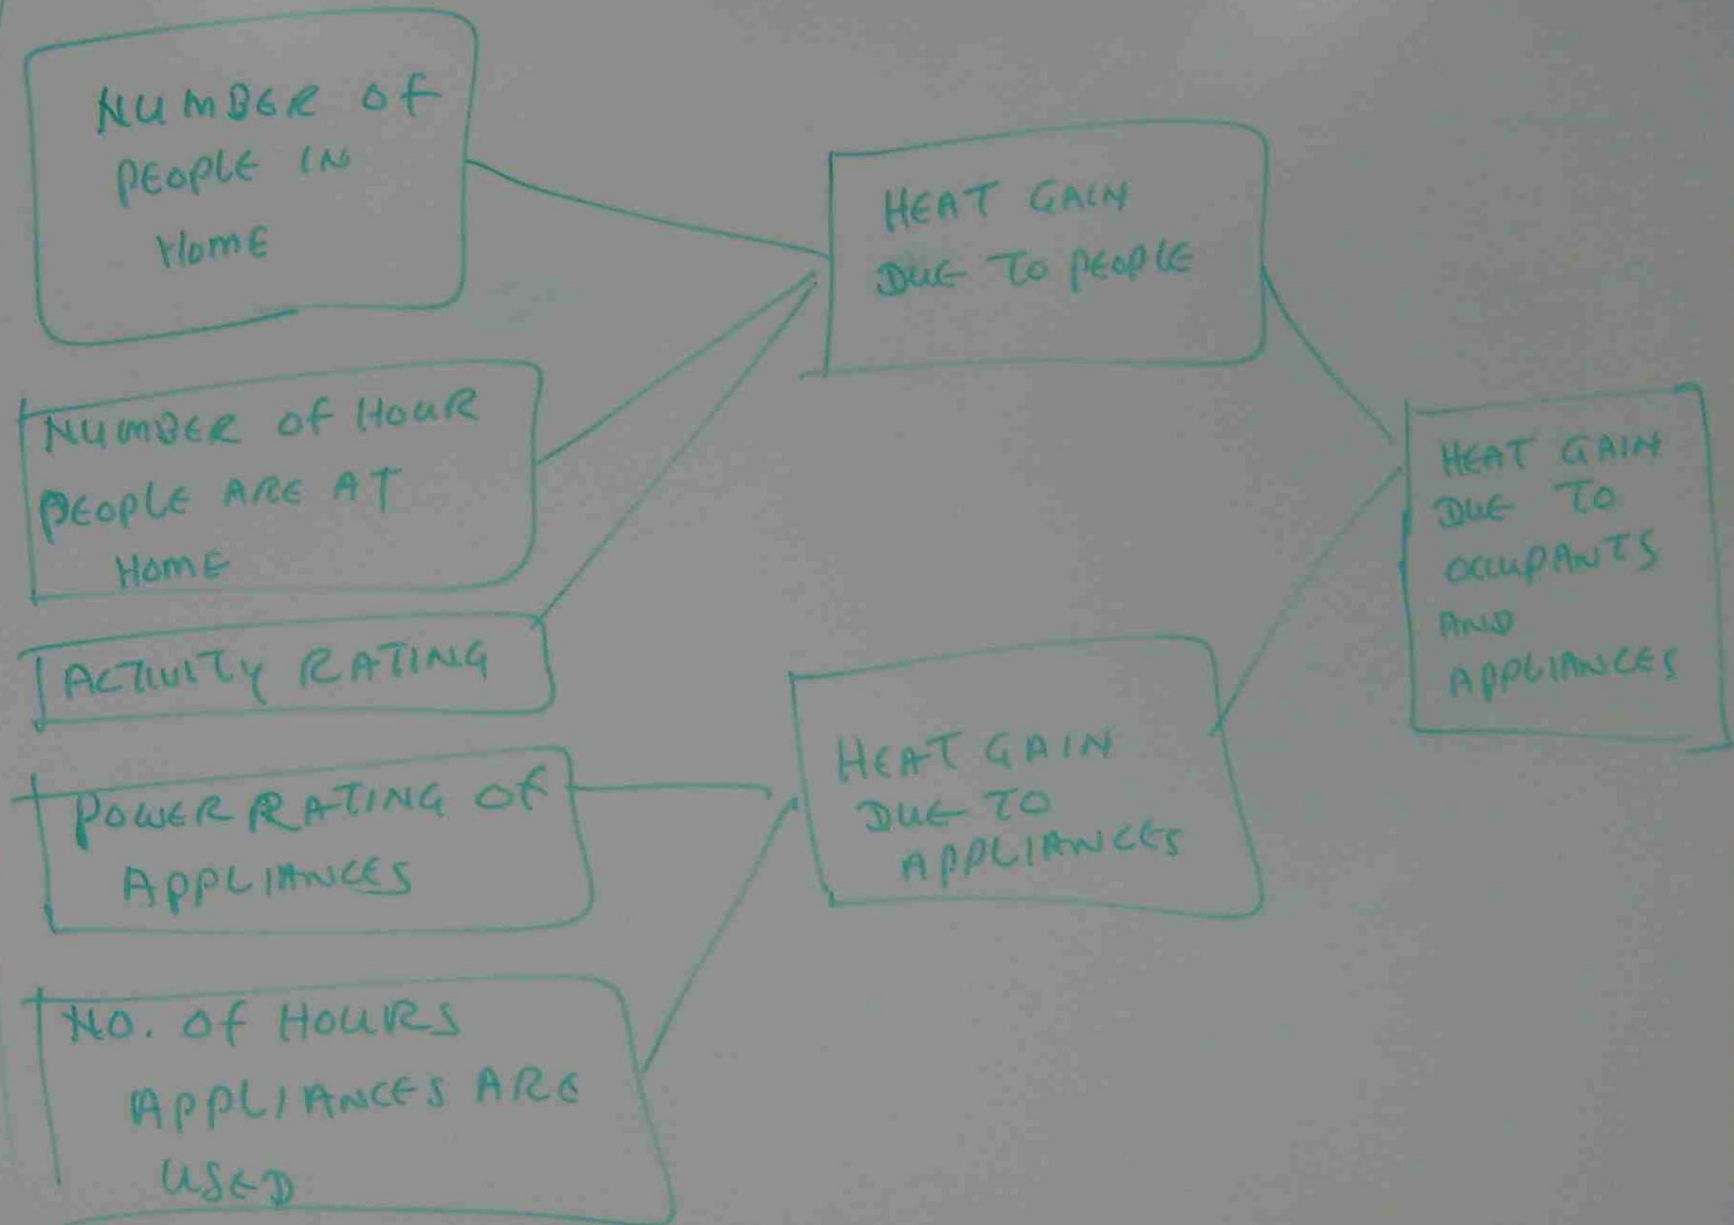 NUMBER OF
PEOPLE IN
HOME
NUMBER OF HOUR
PEOPLE ARE AT
HOME
ACTIVITY RATING
POWER RATING OF
APPLIANCES
NO. OF HOURS
APPLIANCES ARE
USED
HEAT GAIN
DUE TO PEOPLE
HEAT GAIN
DUE TO
APPLIANCES
HEAT GAIN
DUE TO
OCCUPANTS
AND
APPLIANCES